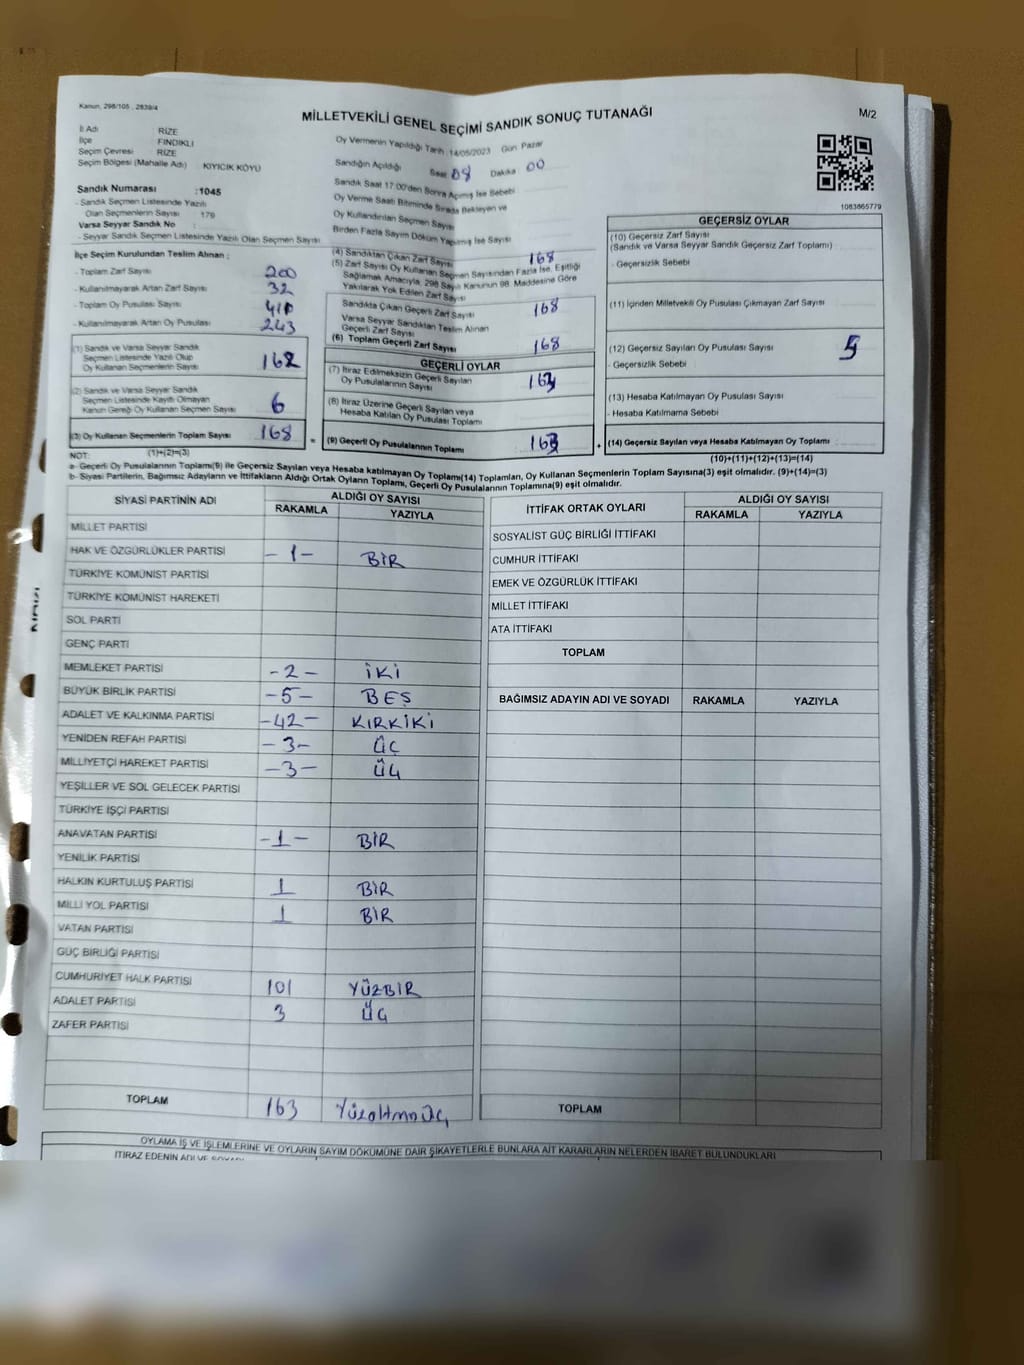 Kanun, 298/105 , 2839/4
MİLLETVEKİLİ GENEL SEÇİMİ SANDIK SONUÇ TUTANAĞI
M/2
İl Adı RİZE
İlçe FINDIKLI
Seçim Çevresi RİZE
Seçim Bölgesi (Mahalle Adı) KIYICIK KÖYÜ
Sandık Numarası :1045
- Sandık Seçmen Listesinde Yazılı
Olan Seçmenlerin Sayısı 179
Varsa Seyyar Sandık No
- Seyyar Sandık Seçmen Listesinde Yazılı Olan Seçmen Sayısı
İlçe Seçim Kurulundan Teslim Alınan ;
- Toplam Zarf Sayısı 200
- Kullanılmayarak Artan Zarf Sayısı 32
- Toplam Oy Pusulası Sayısı
- Kullanılmayarak Artan Oy Pusulası 243
(1) Sandık ve Varsa Seyyar Sandık
Seçmen Listesinde Yazılı Olup
Oy Kullanan Seçmenlerin Sayısı 162
(2) Sandık ve Varsa Seyyar Sandık
Seçmen Listesinde Kayıtlı Olmayan
Kanun Gereği Oy Kullanan Seçmen Sayısı 6
(3) Oy Kullanan Seçmenlerin Toplam Sayısı 168 =
Oy Vermenin Yapıldığı Tarih 14/05/2023 Gün Pazar
Sandığın Açıldığı Saat 08 Dakika 00
Sandık Saat 17.00'den Sonra Açılmış İse Sebebi
Oy Verme Saati Bitiminde Sırada Bekleyen ve
Oy Kullandırılan Seçmen Sayısı
Birden Fazla Sayım Döküm Yapılmış İse Sayısı
(4) Sandıktan Çıkan Zarf Sayısı 168
(5) Zarf Sayısı Oy Kullanan Seçmen Sayısından Fazla İse, Eşitliği
Sağlamak Amacıyla, 298 Sayılı Kanunun 98. Maddesine Göre
Yakılarak Yok Edilen Zarf Sayısı
Sandıkta Çıkan Geçerli Zarf Sayısı 168
Varsa Seyyar Sandıktan Teslim Alınan
Geçerli Zarf Sayısı
(6) Toplam Geçerli Zarf Sayısı 168
GEÇERLİ OYLAR
(7) İtiraz Edilmeksizin Geçerli Sayılan
Oy Pusulalarının Sayısı 163
(8) İtiraz Üzerine Geçerli Sayılan veya
Hesaba Katılan Oy Pusulası Toplamı
(9) Geçerli Oy Pusulalarının Toplamı 163 +
1083865779
GEÇERSİZ OYLAR
(10) Geçersiz Zarf Sayısı
(Sandık ve Varsa Seyyar Sandık Geçersiz Zarf Toplamı)
- Geçersizlik Sebebi
(11) İçinden Milletvekili Oy Pusulası Çıkmayan Zarf Sayısı
(12) Geçersiz Sayılan Oy Pusulası Sayısı 5
- Geçersizlik Sebebi
(13) Hesaba Katılmayan Oy Pusulası Sayısı
- Hesaba Katılmama Sebebi
(14) Geçersiz Sayılan veya Hesaba Katılmayan Oy Toplamı
NOT: (1)+(2)=(3) (10)+(11)+(12)+(13)=(14)
a- Geçerli Oy Pusulalarının Toplamı(9) ile Geçersiz Sayılan veya Hesaba katılmayan Oy Toplamı(14) Toplamları, Oy Kullanan Seçmenlerin Toplam Sayısına(3) eşit olmalıdır. (9)+(14)=(3)
b- Siyasi Partilerin, Bağımsız Adayların ve İttifakların Aldığı Ortak Oyların Toplamı, Geçerli Oy Pusulalarının Toplamına(9) eşit olmalıdır.
SİYASİ PARTİNİN ADI ALDIĞI OY SAYISI
RAKAMLA YAZIYLA
MİLLET PARTİSİ
HAK VE ÖZGÜRLÜKLER PARTİSİ -1- BİR
TÜRKİYE KOMÜNİST PARTİSİ
TÜRKİYE KOMÜNİST HAREKETİ
SOL PARTİ
GENÇ PARTİ
MEMLEKET PARTİSİ -2- İKİ
BÜYÜK BİRLİK PARTİSİ -5- BEŞ
ADALET VE KALKINMA PARTİSİ -42- KIRKİKİ
YENİDEN REFAH PARTİSİ -3- ÜÇ
MİLLİYETÇİ HAREKET PARTİSİ -3- ÜÇ
YEŞİLLER VE SOL GELECEK PARTİSİ
TÜRKİYE İŞÇİ PARTİSİ
ANAVATAN PARTİSİ -1- BİR
YENİLİK PARTİSİ
HALKIN KURTULUŞ PARTİSİ 1 BİR
MİLLİ YOL PARTİSİ 1 BİR
VATAN PARTİSİ
GÜÇ BİRLİĞİ PARTİSİ
CUMHURİYET HALK PARTİSİ 101 YÜZBİR
ADALET PARTİSİ 3 ÜÇ
ZAFER PARTİSİ
TOPLAM 163 Yüzaltmışüç
İTTİFAK ORTAK OYLARI ALDIĞI OY SAYISI
RAKAMLA YAZIYLA
SOSYALİST GÜÇ BİRLİĞİ İTTİFAKI
CUMHUR İTTİFAKI
EMEK VE ÖZGÜRLÜK İTTİFAKI
MİLLET İTTİFAKI
ATA İTTİFAKI
TOPLAM
BAĞIMSIZ ADAYIN ADI VE SOYADI RAKAMLA YAZIYLA
TOPLAM
OYLAMA İŞ VE İŞLEMLERİNE VE OYLARIN SAYIM DÖKÜMÜNE DAİR ŞİKAYETLERLE BUNLARA AİT KARARLARIN NELERDEN İBARET BULUNDUKLARI
İTİRAZ EDENİN ADI VE SOYADI